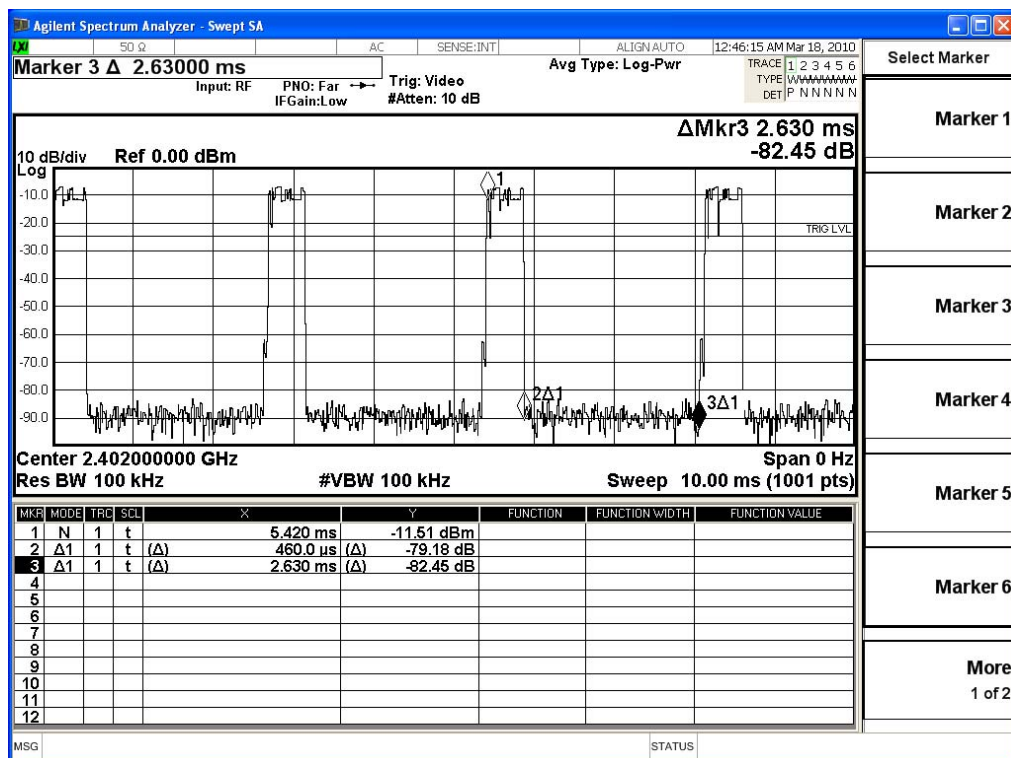 Agilent Spectrum Analyzer - Swept SA
LXI 50 Ω AC SENSE:INT ALIGN AUTO 12:46:15 AM Mar 18, 2010
Marker 3 Δ 2.63000 ms
Input: RF PNO: Far Trig: Video Avg Type: Log-Pwr TRACE 1 2 3 4 5 6
IFGain:Low #Atten: 10 dB TYPE W
DET P N N N N N
ΔMkr3 2.630 ms
-82.45 dB
10 dB/div Ref 0.00 dBm
Log
1
-10.0
-20.0
TRIG LVL
-30.0
-40.0
-50.0
-60.0
-70.0
-80.0
2Δ1
3Δ1
-90.0
Center 2.402000000 GHz Span 0 Hz
Res BW 100 kHz #VBW 100 kHz Sweep 10.00 ms (1001 pts)
MKR MODE TRC SCL X Y FUNCTION FUNCTION WIDTH FUNCTION VALUE
1 N 1 t 5.420 ms -11.51 dBm
2 Δ1 1 t (Δ) 460.0 µs (Δ) -79.18 dB
3 Δ1 1 t (Δ) 2.630 ms (Δ) -82.45 dB
4
5
6
7
8
9
10
11
12
MSG STATUS
Select Marker
Marker 1
Marker 2
Marker 3
Marker 4
Marker 5
Marker 6
More
1 of 2